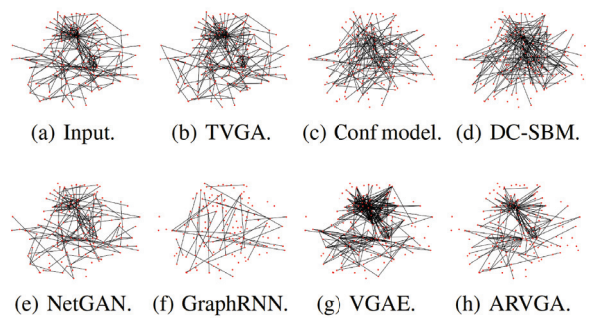 (a) Input. (b) TVGA. (c) Conf model. (d) DC-SBM.
(e) NetGAN. (f) GraphRNN. (g) VGAE. (h) ARVGA.